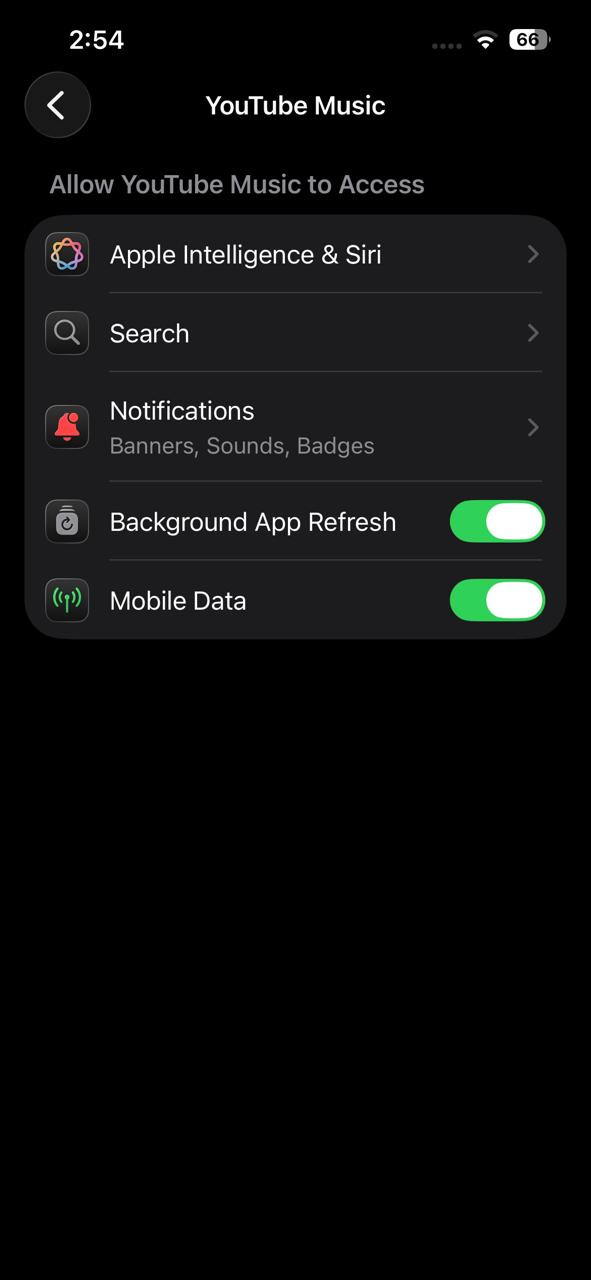 2:54
66
YouTube Music
Allow YouTube Music to Access
Apple Intelligence & Siri
Search
Notifications
Banners, Sounds, Badges
Background App Refresh
Mobile Data